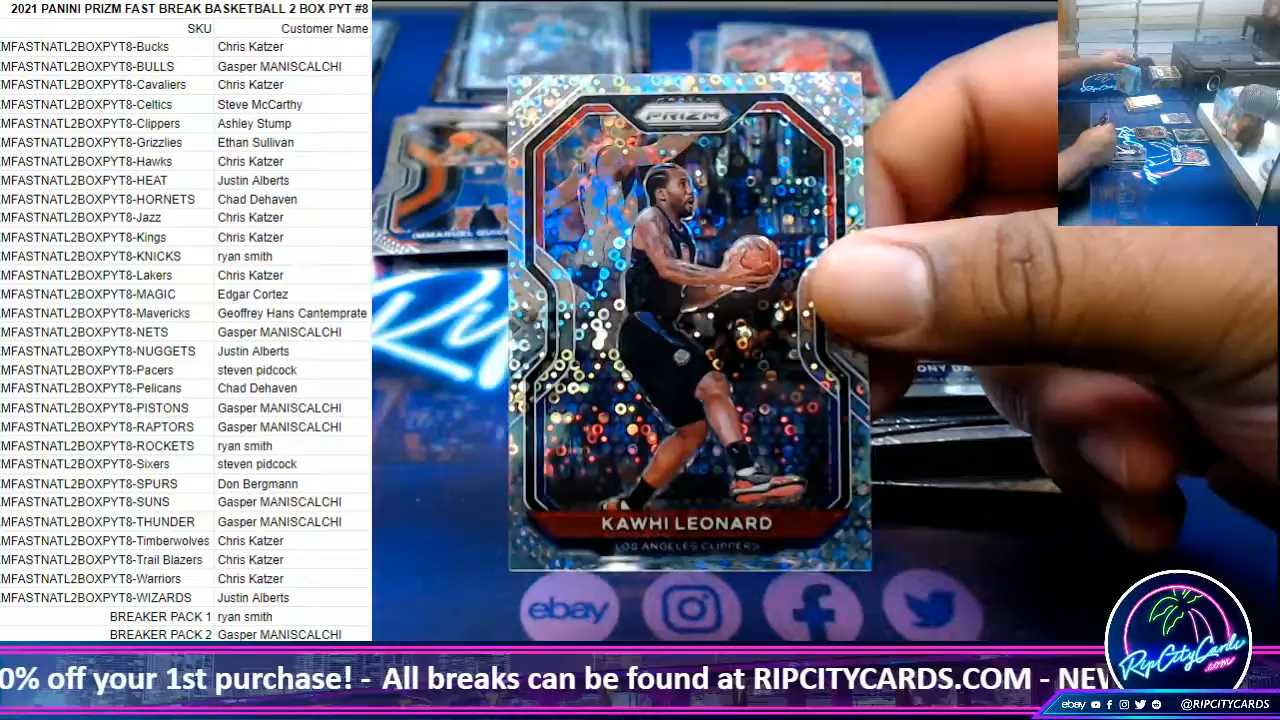 2021 PANINI PRIZM FAST BREAK BASKETBALL 2 BOX PYT #8
SKU Customer Name
MFASTNATL2BOXPYT8-Bucks Chris Katzer
MFASTNATL2BOXPYT8-BULLS Gasper MANISCALCHI
MFASTNATL2BOXPYT8-Cavaliers Chris Katzer
MFASTNATL2BOXPYT8-Celtics Steve McCarthy
MFASTNATL2BOXPYT8-Clippers Ashley Stump
MFASTNATL2BOXPYT8-Grizzlies Ethan Sullivan
MFASTNATL2BOXPYT8-Hawks Chris Katzer
MFASTNATL2BOXPYT8-HEAT Justin Alberts
MFASTNATL2BOXPYT8-HORNETS Chad Dehaven
MFASTNATL2BOXPYT8-Jazz Chris Katzer
MFASTNATL2BOXPYT8-Kings Chris Katzer
MFASTNATL2BOXPYT8-KNICKS ryan smith
MFASTNATL2BOXPYT8-Lakers Chris Katzer
MFASTNATL2BOXPYT8-MAGIC Edgar Cortez
MFASTNATL2BOXPYT8-Mavericks Geoffrey Hans Cantemprate
MFASTNATL2BOXPYT8-NETS Gasper MANISCALCHI
MFASTNATL2BOXPYT8-NUGGETS Justin Alberts
MFASTNATL2BOXPYT8-Pacers steven pidcock
MFASTNATL2BOXPYT8-Pelicans Chad Dehaven
MFASTNATL2BOXPYT8-PISTONS Gasper MANISCALCHI
MFASTNATL2BOXPYT8-RAPTORS Gasper MANISCALCHI
MFASTNATL2BOXPYT8-ROCKETS ryan smith
MFASTNATL2BOXPYT8-Sixers steven pidcock
MFASTNATL2BOXPYT8-SPURS Don Bergmann
MFASTNATL2BOXPYT8-SUNS Gasper MANISCALCHI
MFASTNATL2BOXPYT8-THUNDER Gasper MANISCALCHI
MFASTNATL2BOXPYT8-Timberwolves Chris Katzer
MFASTNATL2BOXPYT8-Trail Blazers Chris Katzer
MFASTNATL2BOXPYT8-Warriors Chris Katzer
MFASTNATL2BOXPYT8-WIZARDS Justin Alberts
BREAKER PACK 1 ryan smith
BREAKER PACK 2 Gasper MANISCALCHI
PRIZM
KAWHI LEONARD
LOS ANGELES CLIPPERS
ebay
0% off your 1st purchase! - All breaks can be found at RIPCITYCARDS.COM - NEW
RipCityCards
.com
ebay @RIPCITYCARDS